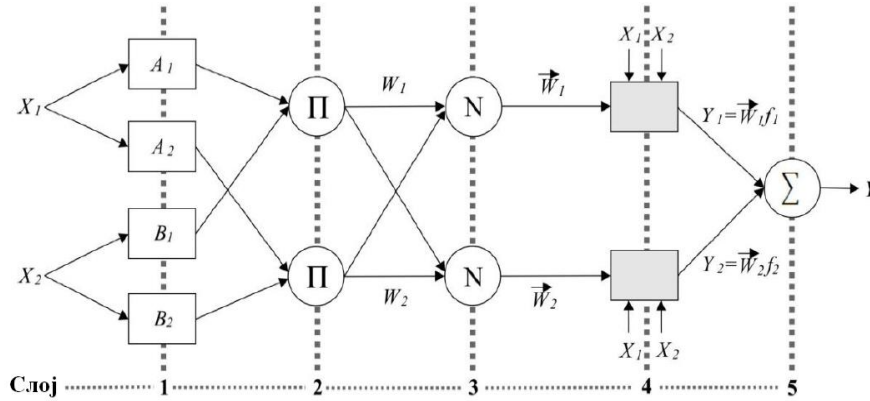 X₁ X₂
A₁
X₁
A₂
Π
W₁
N
W⃗₁
Y₁=W⃗₁f₁
∑
Y
B₁
X₂
B₂
Π
W₂
N
W⃗₂
Y₂=W⃗₂f₂
X₁ X₂
Слој 1 2 3 4 5